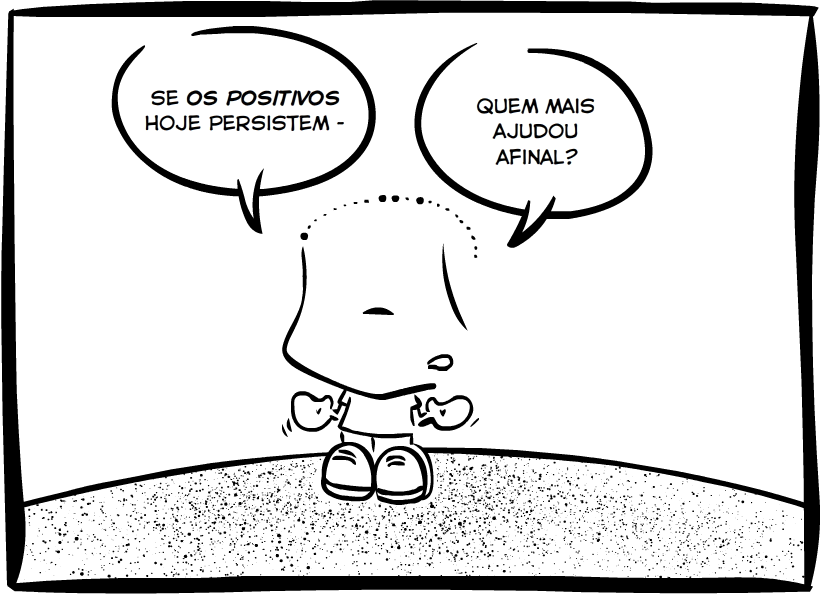 SE OS POSITIVOS
HOJE PERSISTEM -
QUEM MAIS
AJUDOU
AFINAL?